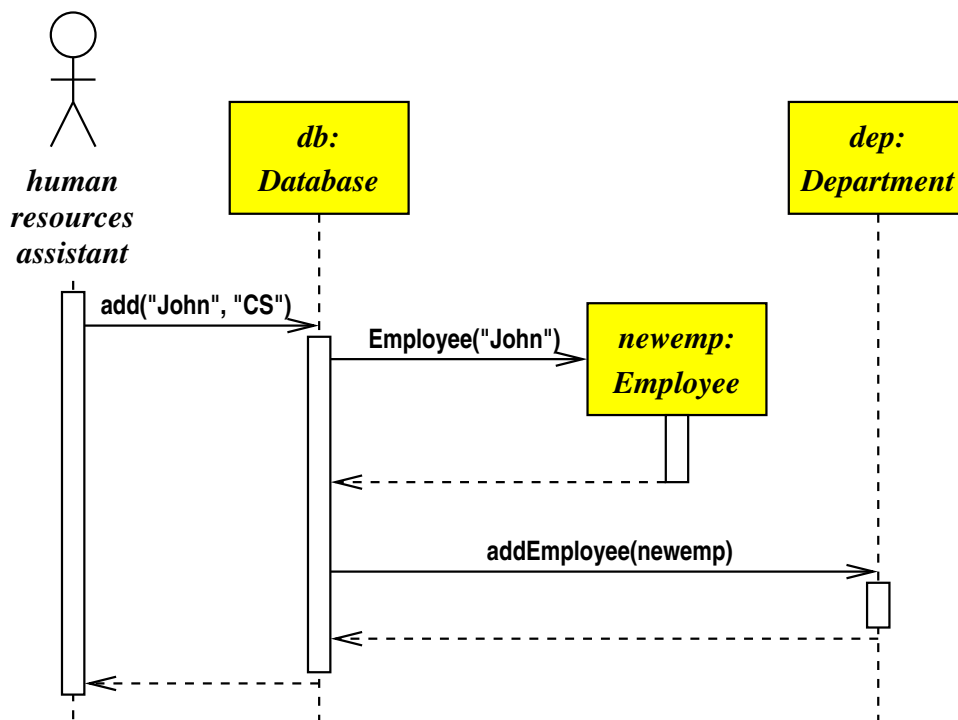 human
resources
assistant
db:
Database
dep:
Department
add("John", "CS")
Employee("John")
newemp:
Employee
addEmployee(newemp)